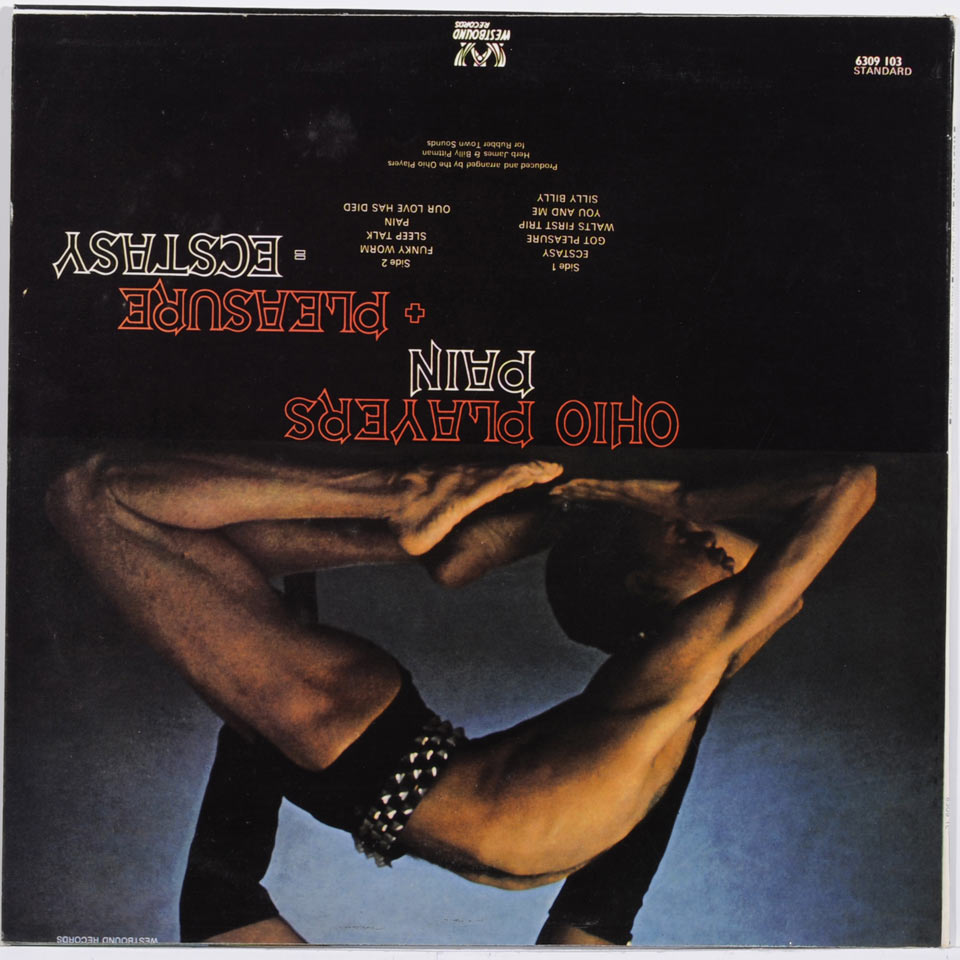 WESTBOUND RECORDS
OHIO PLAYERS
PAIN
+ PLEASURE
= ECSTASY
Side 1
ECSTASY
GOT PLEASURE
WALTS FIRST TRIP
YOU AND ME
SILLY BILLY
Side 2
FUNKY WORM
SLEEP TALK
PAIN
OUR LOVE HAS DIED
Produced and arranged by the Ohio Players
Herb James & Billy Pittman
for Rubber Town Sounds
WESTBOUND
RECORDS
6309 103
STANDARD